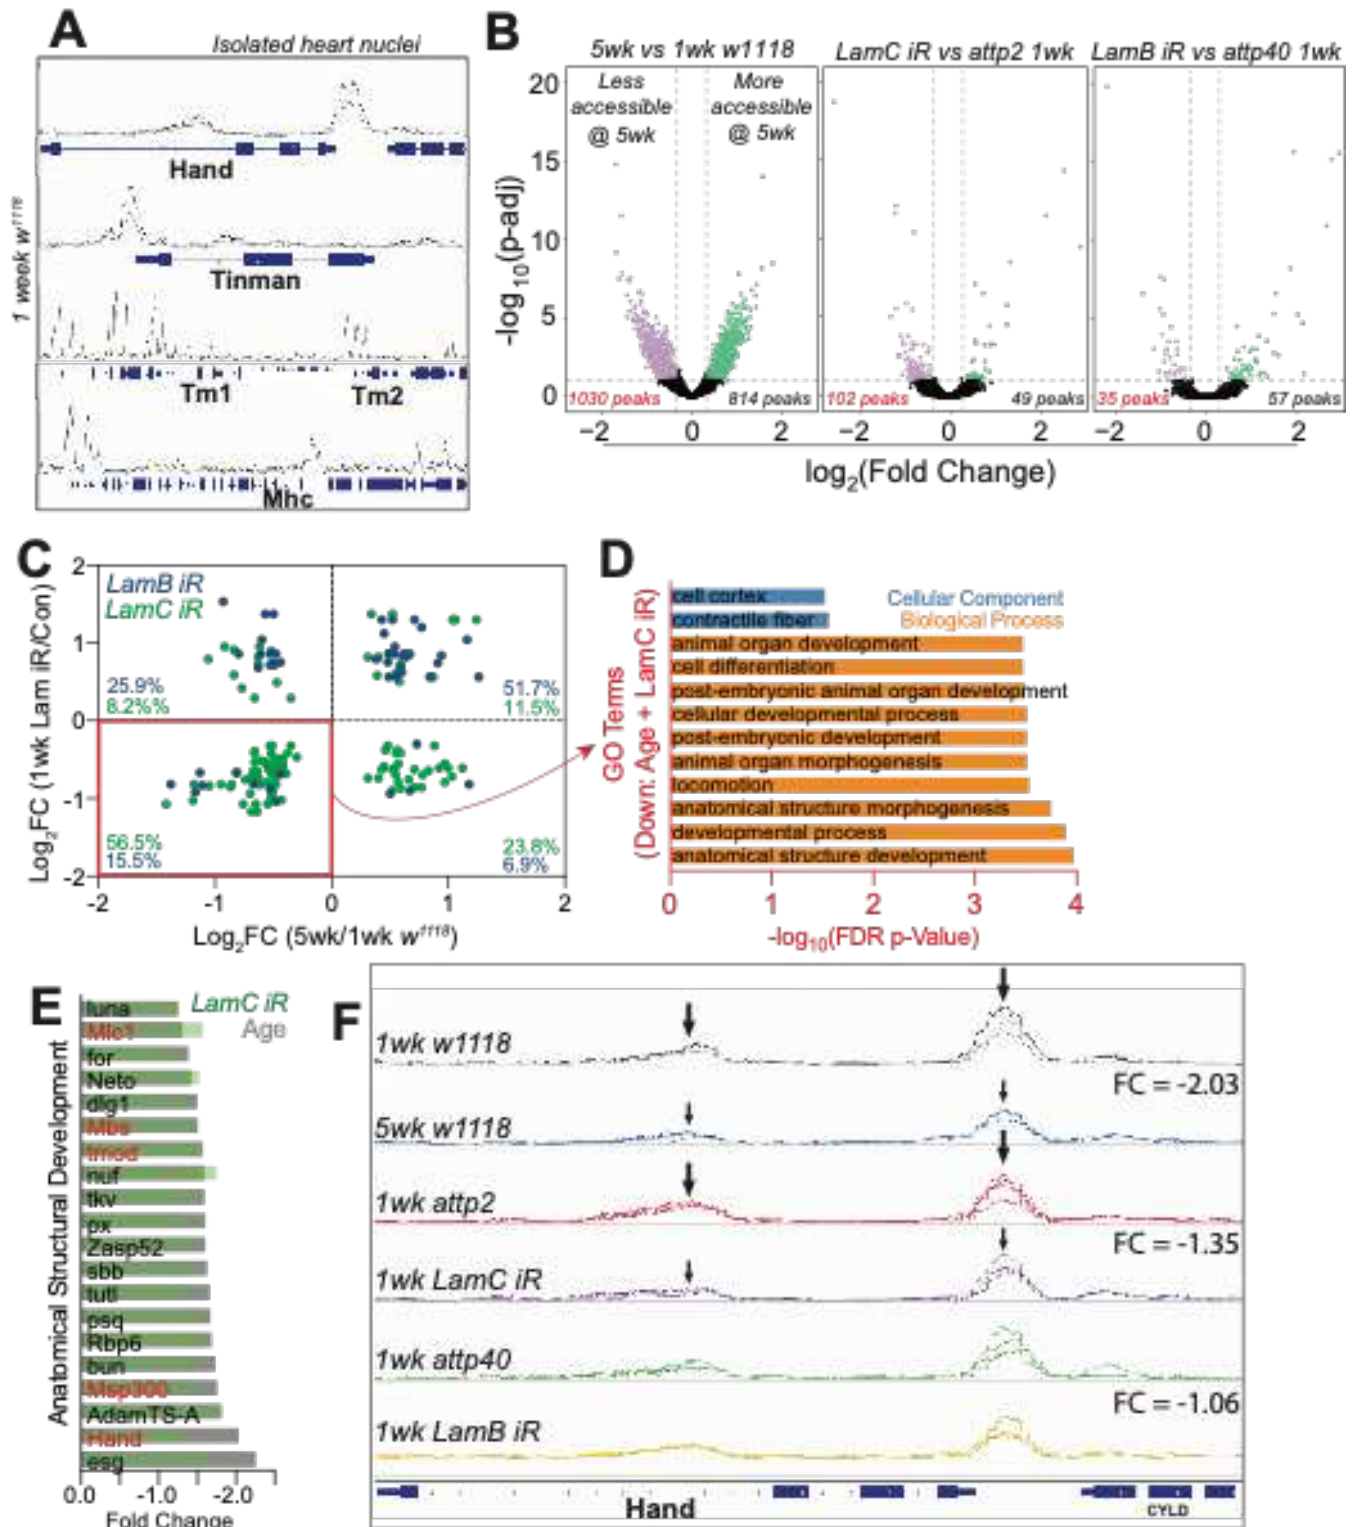 A
Isolated heart nuclei
1 week w1118
Hand
Tinman
Tm1 Tm2
Mhc
B
5wk vs 1wk w1118 LamC iR vs attp2 1wk LamB iR vs attp40 1wk
Less accessible @ 5wk
More accessible @ 5wk
-log10(p-adj)
20
15
10
5
0
1030 peaks 814 peaks 102 peaks 49 peaks 35 peaks 57 peaks
−2 0 2 −2 0 2 −2 0 2
log2(Fold Change)
C
LamB iR
LamC iR
Log2FC (1wk Lam iR/Con)
2
1
0
-1
-2
25.9%
8.2%%
51.7%
11.5%
56.5%
15.5%
23.8%
6.9%
-2 -1 0 1 2
Log2FC (5wk/1wk w1118)
D
GO Terms
(Down: Age + LamC iR)
Cellular Component
Biological Process
cell cortex
contractile fiber
animal organ development
cell differentiation
post-embryonic animal organ development
cellular developmental process
post-embryonic development
animal organ morphogenesis
locomotion
anatomical structure morphogenesis
developmental process
anatomical structure development
0 1 2 3 4
-log10(FDR p-Value)
E
LamC iR
Age
Anatomical Structural Development
luna
Mlc1
for
Neto
dlg1
Mbs
tmod
nuf
tkv
px
Zasp52
sbb
tutl
psq
Rbp6
bun
Msp300
AdamTS-A
Hand
esg
0.0 -1.0 -2.0
Fold Change
F
1wk w1118
FC = -2.03
5wk w1118
1wk attp2
FC = -1.35
1wk LamC iR
1wk attp40
FC = -1.06
1wk LamB iR
Hand CYLD